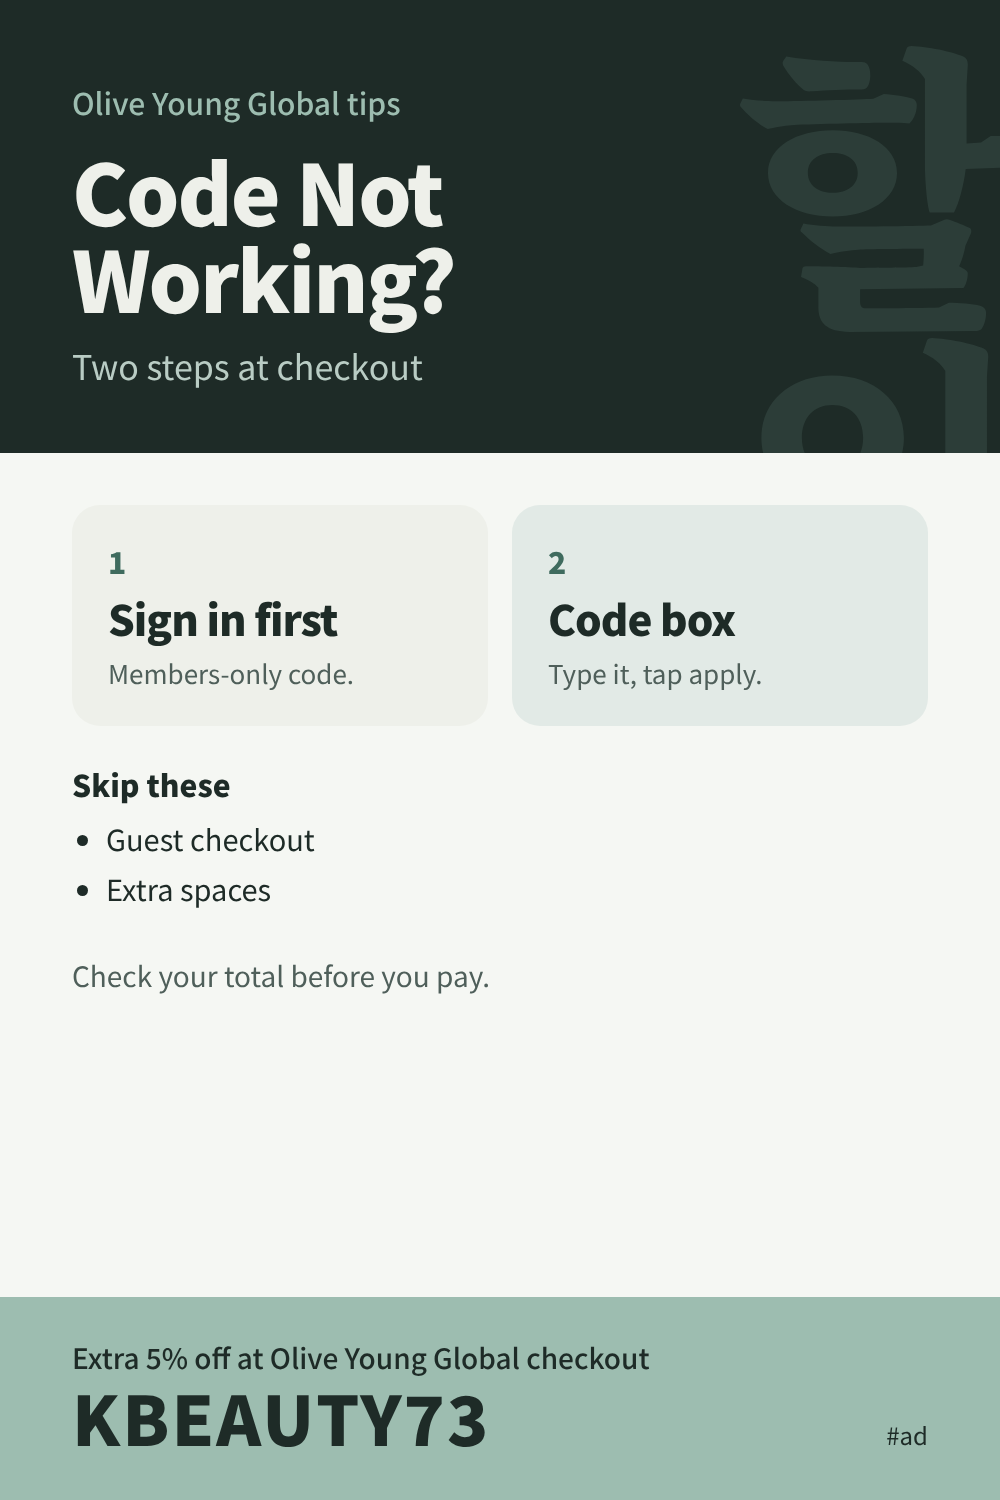 Olive Young Global tips
할
Code Not
Working?
Two steps at checkout
1
Sign in first
Members-only code.
2
Code box
Type it, tap apply.
Skip these
• Guest checkout
• Extra spaces
Check your total before you pay.
Extra 5% off at Olive Young Global checkout
KBEAUTY73
#ad